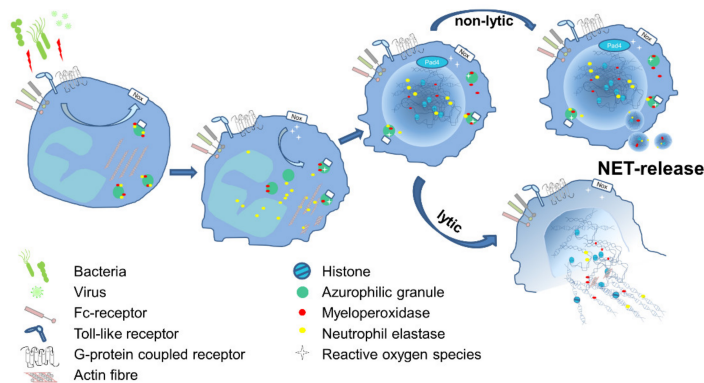 non-lytic
Nox
Nox
Nox
Pad4
Nox
Pad4
NET-release
lytic
Nox
Bacteria
Virus
Fc-receptor
Toll-like receptor
G-protein coupled receptor
Actin fibre
Histone
Azurophilic granule
Myeloperoxidase
Neutrophil elastase
Reactive oxygen species